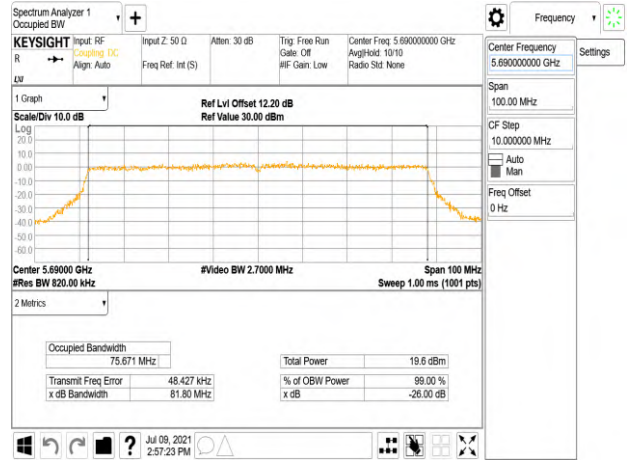 Spectrum Analyzer 1
Occupied BW
Frequency
KEYSIGHT
Input: RF
Coupling: DC
Align: Auto
Input Z: 50 Ω
Freq Ref: Int (S)
Atten: 30 dB
Trig: Free Run
Gate: Off
#IF Gain: Low
Center Freq: 5.690000000 GHz
Avg|Hold: 10/10
Radio Std: None
R
LXI
Center Frequency
5.690000000 GHz
Settings
Span
100.00 MHz
CF Step
10.000000 MHz
Auto
Man
Freq Offset
0 Hz
1 Graph
Scale/Div 10.0 dB
Ref Lvl Offset 12.20 dB
Ref Value 30.00 dBm
Log
20.0
10.0
0.00
-10.0
-20.0
-30.0
-40.0
-50.0
-60.0
Center 5.69000 GHz
#Res BW 820.00 kHz
#Video BW 2.7000 MHz
Span 100 MHz
Sweep 1.00 ms (1001 pts)
2 Metrics
Occupied Bandwidth
75.671 MHz
Total Power 19.6 dBm
Transmit Freq Error 48.427 kHz
% of OBW Power 99.00 %
x dB Bandwidth 81.80 MHz
x dB -26.00 dB
?
Jul 09, 2021
2:57:23 PM